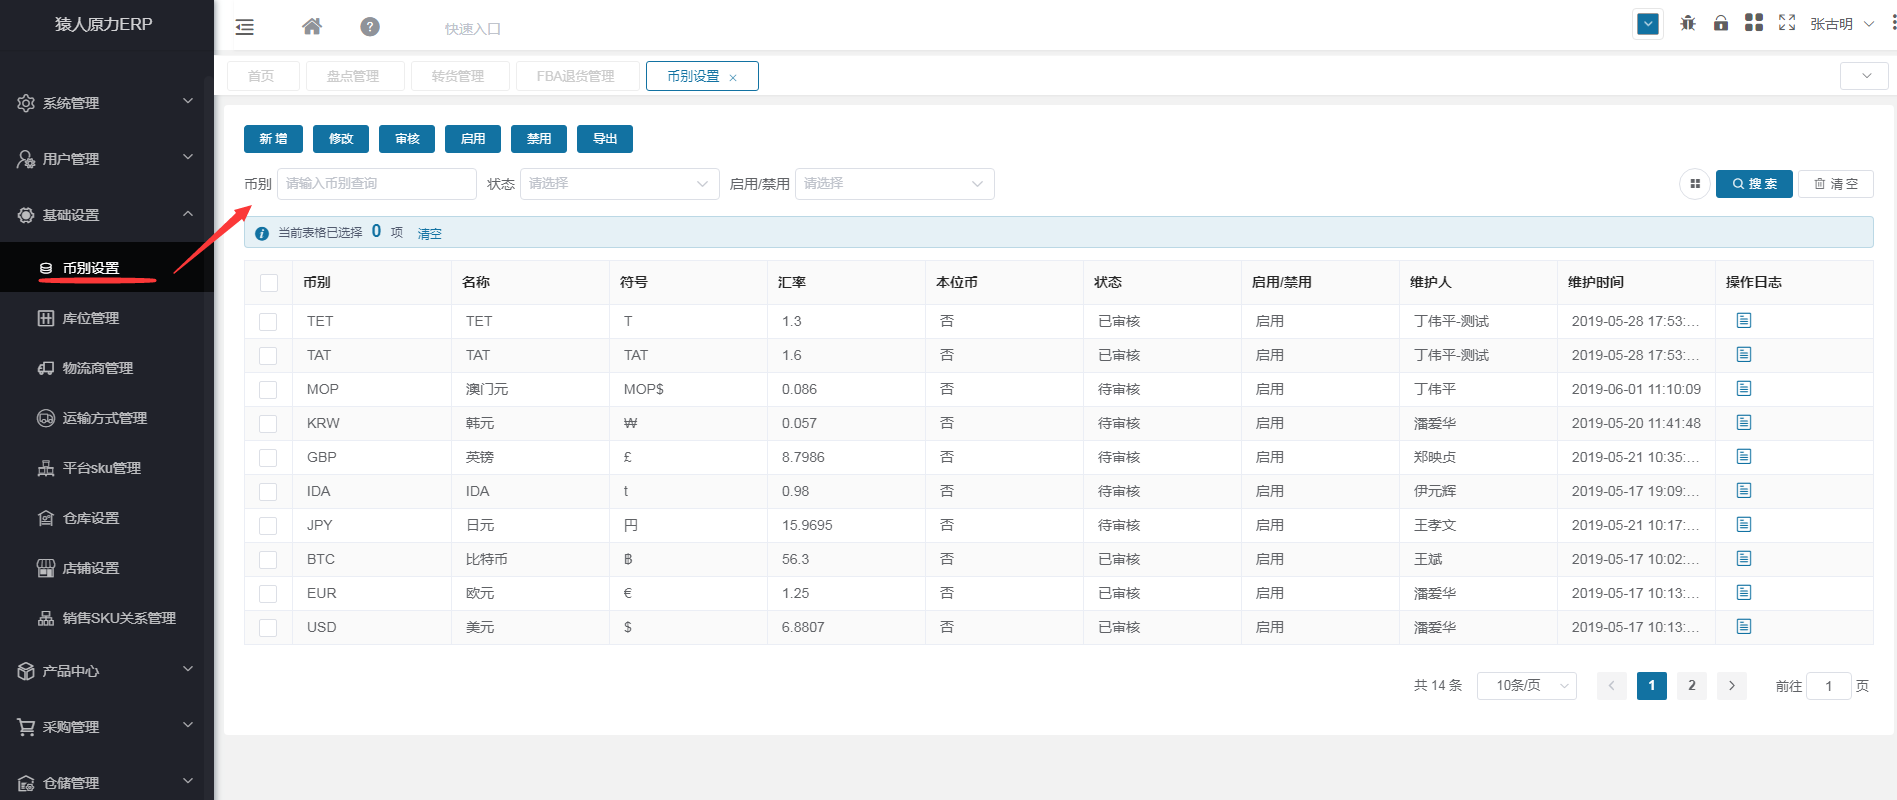 猿人原力ERP
快速入口
张古明
首页 盘点管理 转货管理 FBA退货管理 币别设置
系统管理
用户管理
基础设置
币别设置
库位管理
物流商管理
运输方式管理
平台sku管理
仓库设置
店铺设置
销售SKU关系管理
产品中心
采购管理
仓储管理
新增 修改 审核 启用 禁用 导出
币别 请输入币别查询 状态 请选择 启用/禁用 请选择 搜索 清空
当前表格已选择 0 项 清空
币别 名称 符号 汇率 本位币 状态 启用/禁用 维护人 维护时间 操作日志
TET TET T 1.3 否 已审核 启用 丁伟平-测试 2019-05-28 17:53:...
TAT TAT TAT 1.6 否 已审核 启用 丁伟平-测试 2019-05-28 17:53:...
MOP 澳门元 MOP$ 0.086 否 待审核 启用 丁伟平 2019-06-01 11:10:09
KRW 韩元 ₩ 0.057 否 待审核 启用 潘爱华 2019-05-20 11:41:48
GBP 英镑 £ 8.7986 否 待审核 启用 郑映贞 2019-05-21 10:35:...
IDA IDA t 0.98 否 待审核 启用 伊元辉 2019-05-17 19:09:...
JPY 日元 円 15.9695 否 待审核 启用 王孝文 2019-05-21 10:17:...
BTC 比特币 ฿ 56.3 否 已审核 启用 王斌 2019-05-17 10:02:...
EUR 欧元 € 1.25 否 已审核 启用 潘爱华 2019-05-17 10:13:...
USD 美元 $ 6.8807 否 已审核 启用 潘爱华 2019-05-17 10:13:...
共 14 条 10条/页 1 2 前往 1 页